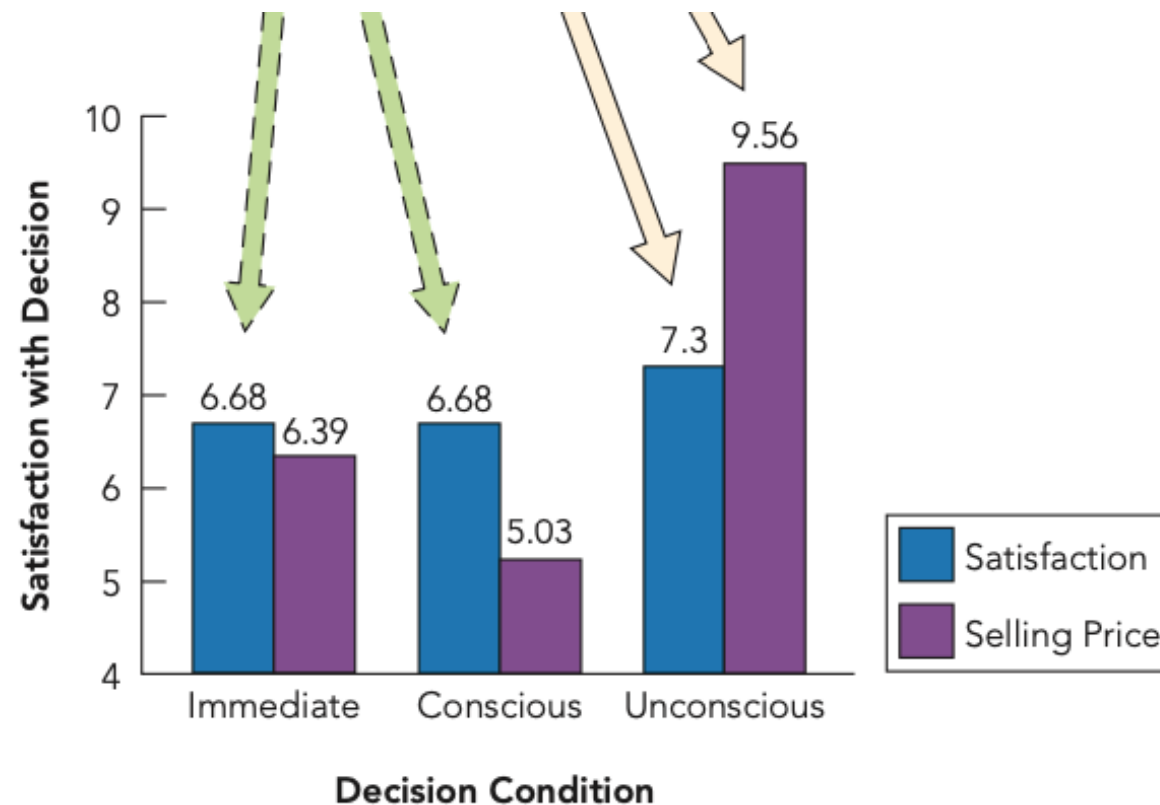 10
9.56
9
8
7.3
7
6.68
6.68
6.39
6
5.03
5
4
Satisfaction with Decision
Immediate
Conscious
Unconscious
Decision Condition
Satisfaction
Selling Price